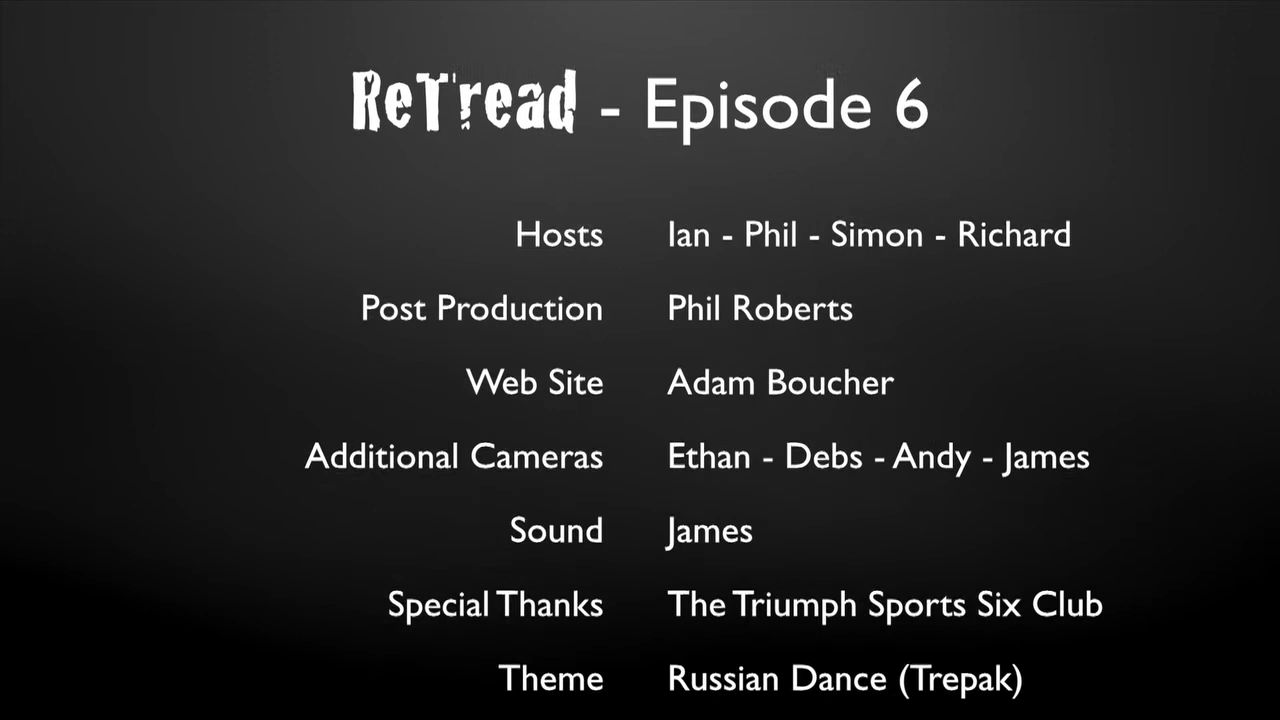 ReTread - Episode 6
Hosts Ian - Phil - Simon - Richard
Post Production Phil Roberts
Web Site Adam Boucher
Additional Cameras Ethan - Debs - Andy - James
Sound James
Special Thanks The Triumph Sports Six Club
Theme Russian Dance (Trepak)